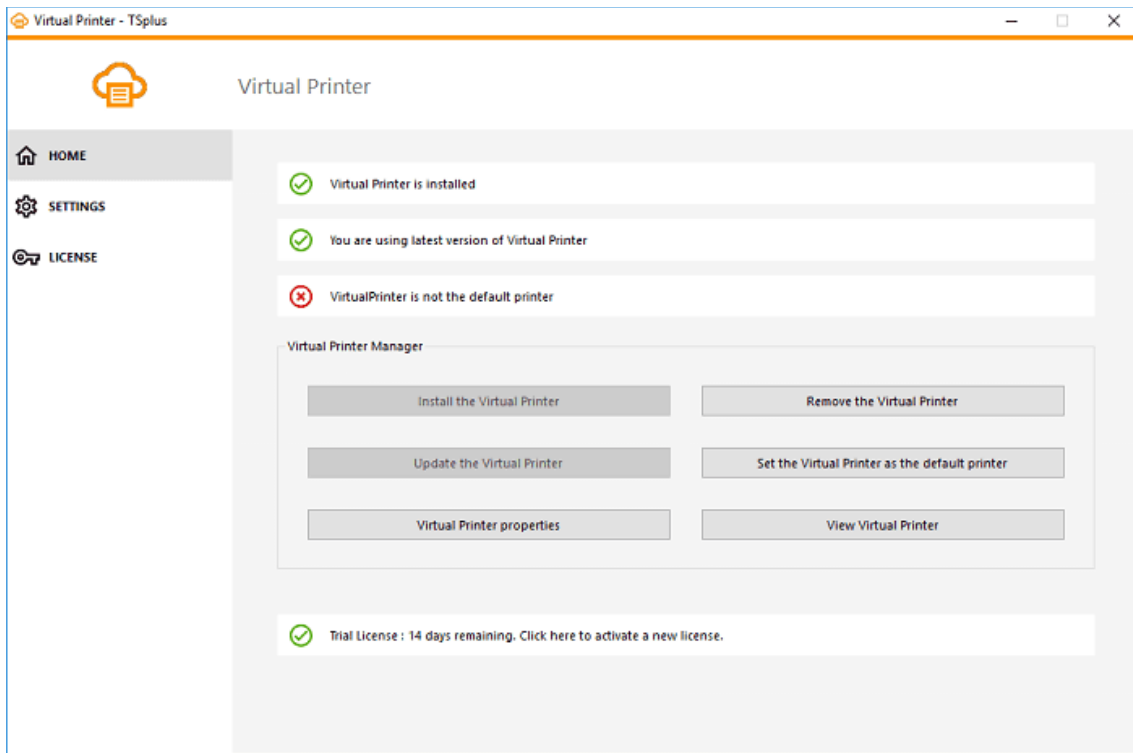 Virtual Printer - TSplus
Virtual Printer
HOME
SETTINGS
LICENSE
Virtual Printer is installed
You are using latest version of Virtual Printer
VirtualPrinter is not the default printer
Virtual Printer Manager
Install the Virtual Printer
Remove the Virtual Printer
Update the Virtual Printer
Set the Virtual Printer as the default printer
Virtual Printer properties
View Virtual Printer
Trial License : 14 days remaining. Click here to activate a new license.